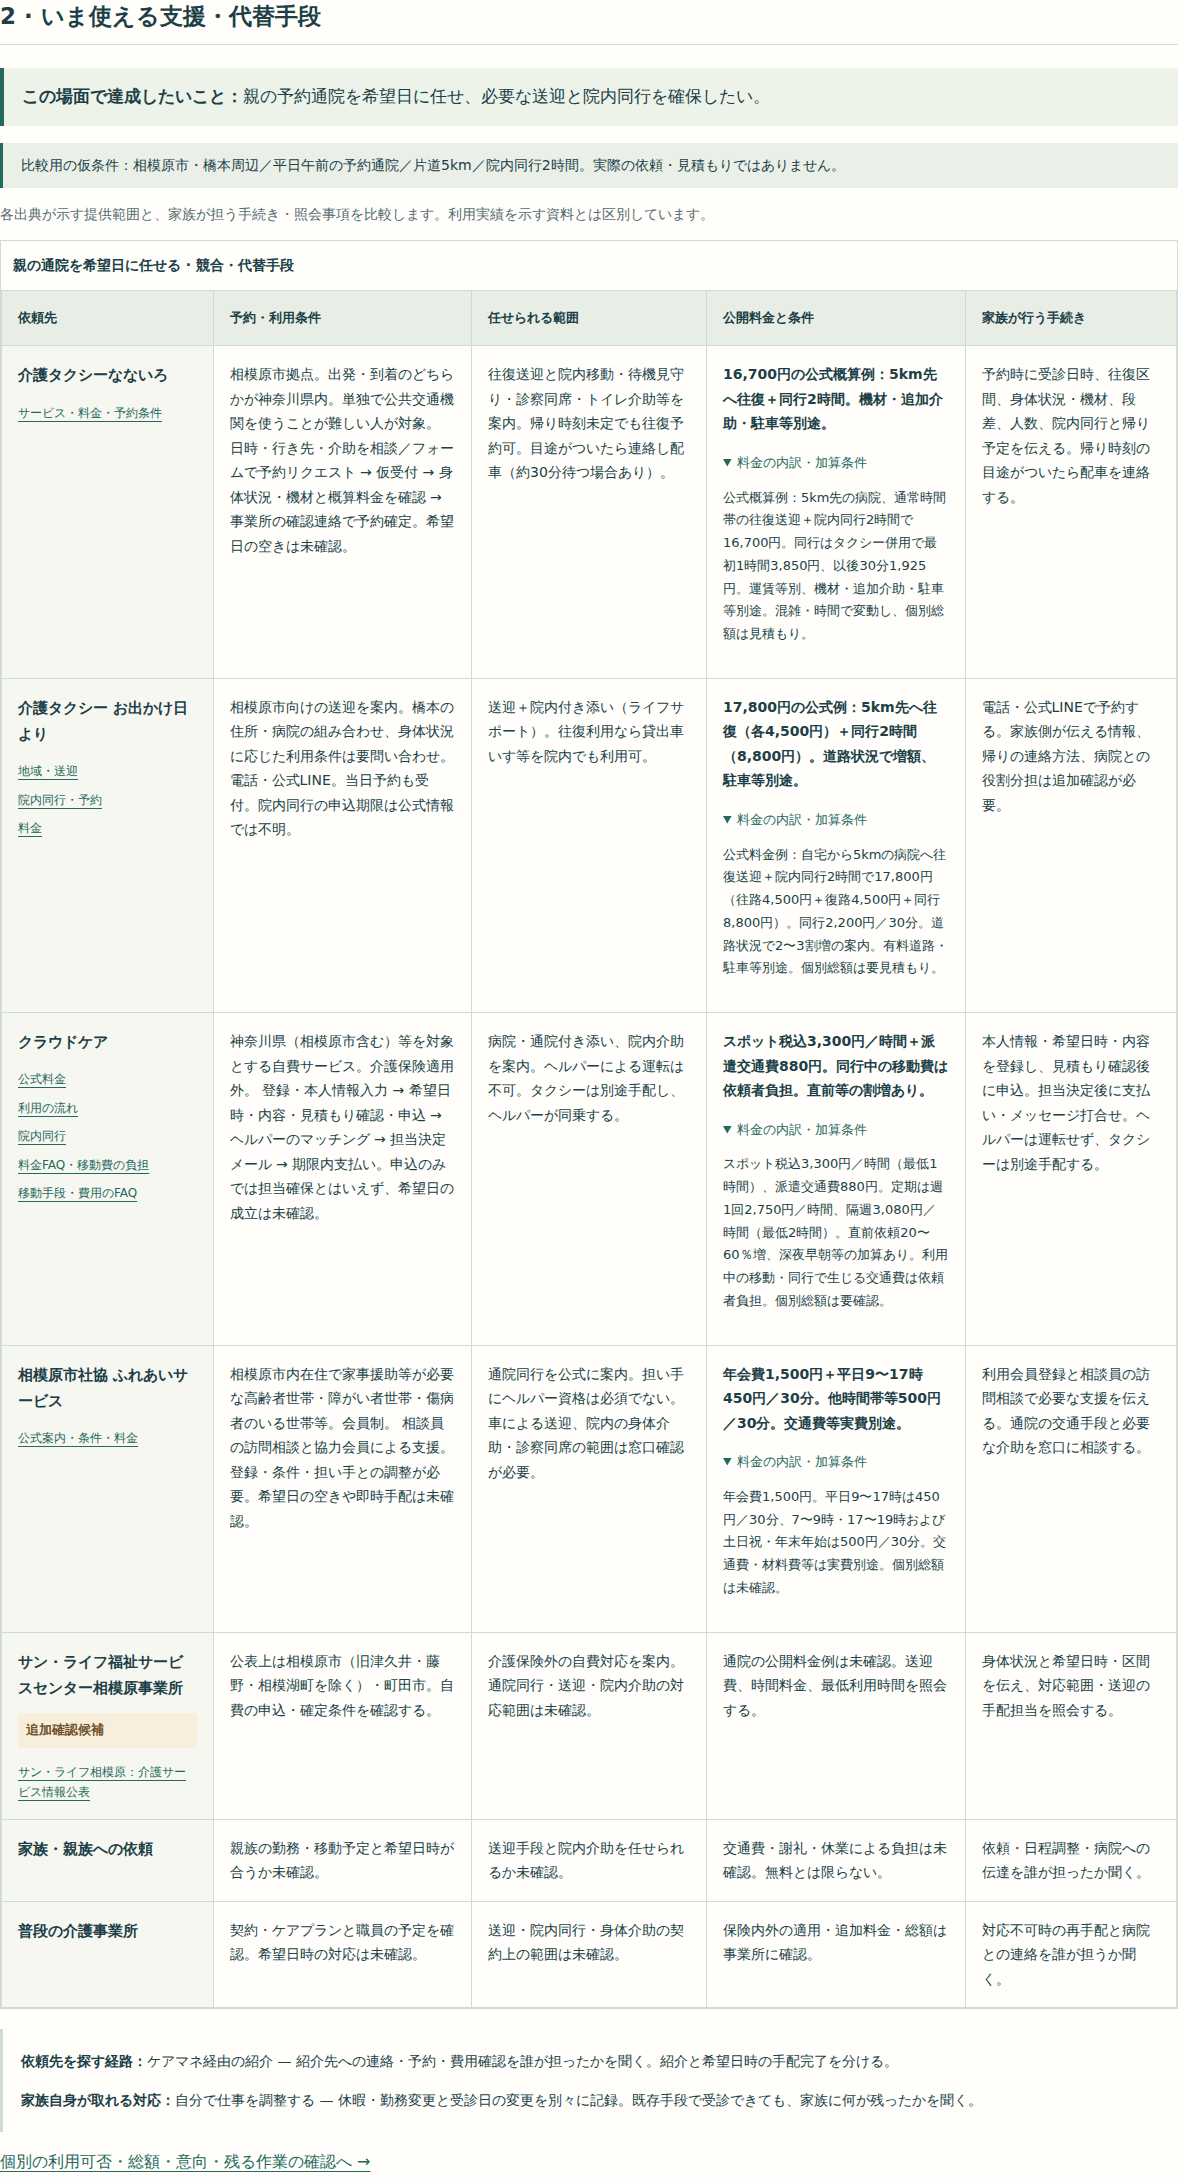 2・いま使える支援・代替手段
この場面で達成したいこと：親の予約通院を希望日に任せ、必要な送迎と院内同行を確保したい。
比較用の仮条件：相模原市・橋本周辺／平日午前の予約通院／片道5km／院内同行2時間。実際の依頼・見積もりではありません。
各出典が示す提供範囲と、家族が担う手続き・照会事項を比較します。利用実績を示す資料とは区別しています。
親の通院を希望日に任せる・競合・代替手段
依頼先
予約・利用条件
任せられる範囲
公開料金と条件
家族が行う手続き
介護タクシーなないろ
サービス・料金・予約条件
相模原市拠点。出発・到着のどちら
かが神奈川県内。単独で公共交通機
関を使うことが難しい人が対象。
日時・行き先・介助を相談／フォー
ムで予約リクエスト → 仮受付 → 身
体状況・機材と概算料金を確認 →
事業所の確認連絡で予約確定。希望
日の空きは未確認。
往復送迎と院内移動・待機見守
り・診察同席・トイレ介助等を
案内。帰り時刻未定でも往復予
約可。目途がついたら連絡し配
車（約30分待つ場合あり）。
16,700円の公式概算例：5km先
へ往復＋同行2時間。機材・追加介
助・駐車等別途。
▼ 料金の内訳・加算条件
公式概算例：5km先の病院、通常時間
帯の往復送迎＋院内同行2時間で
16,700円。同行はタクシー併用で最
初1時間3,850円、以後30分1,925
円。運賃等別、機材・追加介助・駐車
等別途。混雑・時間で変動し、個別総
額は見積もり。
予約時に受診日時、往復区
間、身体状況・機材、段
差、人数、院内同行と帰り
予定を伝える。帰り時刻の
目途がついたら配車を連絡
する。
介護タクシー お出かけ日
より
地域・送迎
院内同行・予約
料金
相模原市向けの送迎を案内。橋本の
住所・病院の組み合わせ、身体状況
に応じた利用条件は要問い合わせ。
電話・公式LINE。当日予約も受
付。院内同行の申込期限は公式情報
では不明。
送迎＋院内付き添い（ライフサ
ポート）。往復利用なら貸出車
いす等を院内でも利用可。
17,800円の公式例：5km先へ往
復（各4,500円）＋同行2時間
（8,800円）。道路状況で増額、
駐車等別途。
▼ 料金の内訳・加算条件
公式料金例：自宅から5kmの病院へ往
復送迎＋院内同行2時間で17,800円
（往路4,500円＋復路4,500円＋同行
8,800円）。同行2,200円／30分。道
路状況で2〜3割増の案内。有料道路・
駐車等別途。個別総額は要見積もり。
電話・公式LINEで予約す
る。家族側が伝える情報、
帰りの連絡方法、病院との
役割分担は追加確認が必
要。
クラウドケア
公式料金
利用の流れ
院内同行
料金FAQ・移動費の負担
移動手段・費用のFAQ
神奈川県（相模原市含む）等を対象
とする自費サービス。介護保険適用
外。 登録・本人情報入力 → 希望日
時・内容・見積もり確認・申込 →
ヘルパーのマッチング → 担当決定
メール → 期限内支払い。申込のみ
では担当確保とはいえず、希望日の
成立は未確認。
病院・通院付き添い、院内介助
を案内。ヘルパーによる運転は
不可。タクシーは別途手配し、
ヘルパーが同乗する。
スポット税込3,300円／時間＋派
遣交通費880円。同行中の移動費は
依頼者負担。直前等の割増あり。
▼ 料金の内訳・加算条件
スポット税込3,300円／時間（最低1
時間）、派遣交通費880円。定期は週
1回2,750円／時間、隔週3,080円／
時間（最低2時間）。直前依頼20〜
60％増、深夜早朝等の加算あり。利用
中の移動・同行で生じる交通費は依頼
者負担。個別総額は要確認。
本人情報・希望日時・内容
を登録し、見積もり確認後
に申込。担当決定後に支払
い・メッセージ打合せ。ヘ
ルパーは運転せず、タクシ
ーは別途手配する。
相模原市社協 ふれあいサ
ービス
公式案内・条件・料金
相模原市内在住で家事援助等が必要
な高齢者世帯・障がい者世帯・傷病
者のいる世帯等。会員制。 相談員
の訪問相談と協力会員による支援。
登録・条件・担い手との調整が必
要。希望日の空きや即時手配は未確
認。
通院同行を公式に案内。担い手
にヘルパー資格は必須でない。
車による送迎、院内の身体介
助・診察同席の範囲は窓口確認
が必要。
年会費1,500円＋平日9〜17時
450円／30分。他時間帯等500円
／30分。交通費等実費別途。
▼ 料金の内訳・加算条件
年会費1,500円。平日9〜17時は450
円／30分、7〜9時・17〜19時および
土日祝・年末年始は500円／30分。交
通費・材料費等は実費別途。個別総額
は未確認。
利用会員登録と相談員の訪
問相談で必要な支援を伝え
る。通院の交通手段と必要
な介助を窓口に相談する。
サン・ライフ福祉サービ
スセンター相模原事業所
追加確認候補
サン・ライフ相模原：介護サー
ビス情報公表
公表上は相模原市（旧津久井・藤
野・相模湖町を除く）・町田市。自
費の申込・確定条件を確認する。
介護保険外の自費対応を案内。
通院同行・送迎・院内介助の対
応範囲は未確認。
通院の公開料金例は未確認。送迎
費、時間料金、最低利用時間を照会
する。
身体状況と希望日時・区間
を伝え、対応範囲・送迎の
手配担当を照会する。
家族・親族への依頼
親族の勤務・移動予定と希望日時が
合うか未確認。
送迎手段と院内介助を任せられ
るか未確認。
交通費・謝礼・休業による負担は未
確認。無料とは限らない。
依頼・日程調整・病院への
伝達を誰が担ったか聞く。
普段の介護事業所
契約・ケアプランと職員の予定を確
認。希望日時の対応は未確認。
送迎・院内同行・身体介助の契
約上の範囲は未確認。
保険内外の適用・追加料金・総額は
事業所に確認。
対応不可時の再手配と病院
との連絡を誰が担うか聞
く。
依頼先を探す経路：ケアマネ経由の紹介 — 紹介先への連絡・予約・費用確認を誰が担ったかを聞く。紹介と希望日時の手配完了を分ける。
家族自身が取れる対応：自分で仕事を調整する — 休暇・勤務変更と受診日の変更を別々に記録。既存手段で受診できても、家族に何が残ったかを聞く。
個別の利用可否・総額・意向・残る作業の確認へ →